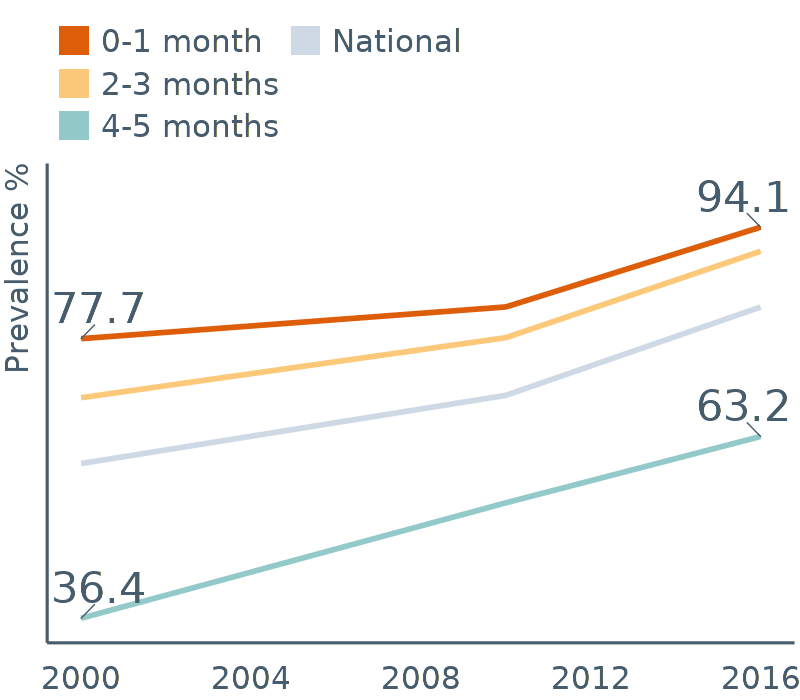 0-1 month
National
2-3 months
4-5 months
Prevalence %
94.1
77.7
63.2
36.4
2000 2004 2008 2012 2016